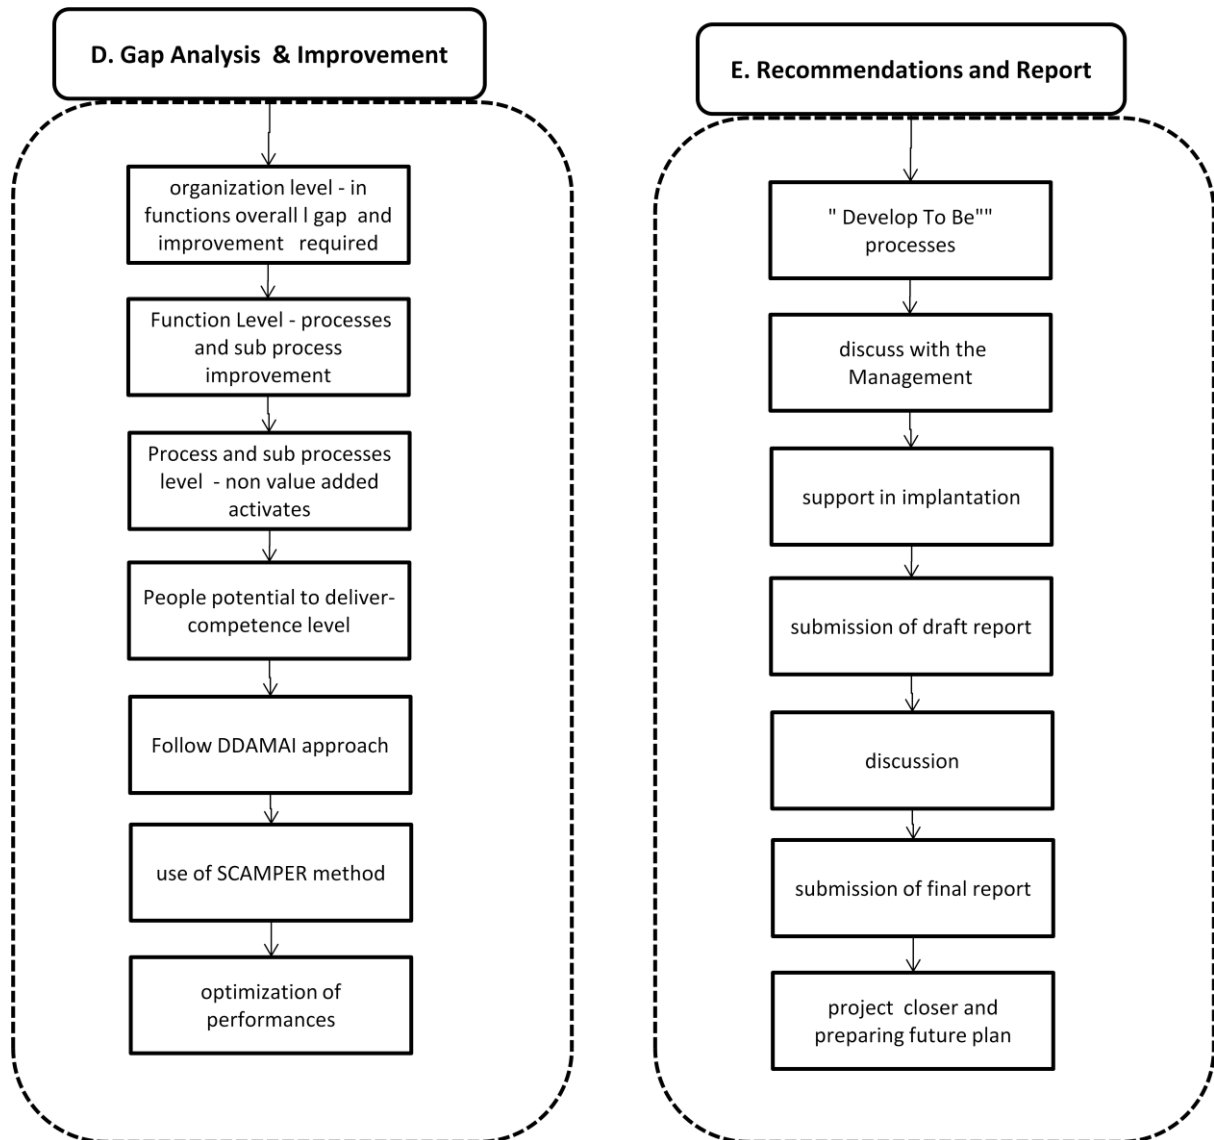 D. Gap Analysis & Improvement
organization level - in
functions overall l gap and
improvement required
Function Level - processes
and sub process
improvement
Process and sub processes
level - non value added
activates
People potential to deliver-
competence level
Follow DDAMAI approach
use of SCAMPER method
optimization of
performances
E. Recommendations and Report
" Develop To Be""
processes
discuss with the
Management
support in implantation
submission of draft report
discussion
submission of final report
project closer and
preparing future plan